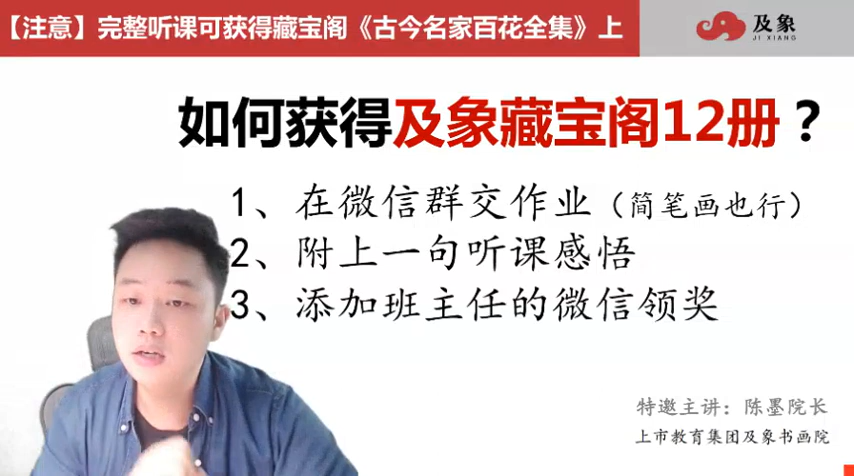 【注意】完整听课可获得藏宝阁《古今名家百花全集》上
及象
JI XIANG
如何获得及象藏宝阁12册？
1、在微信群交作业（简笔画也行）
2、附上一句听课感悟
3、添加班主任的微信领奖
特邀主讲：陈墨院长
上市教育集团及象书画院